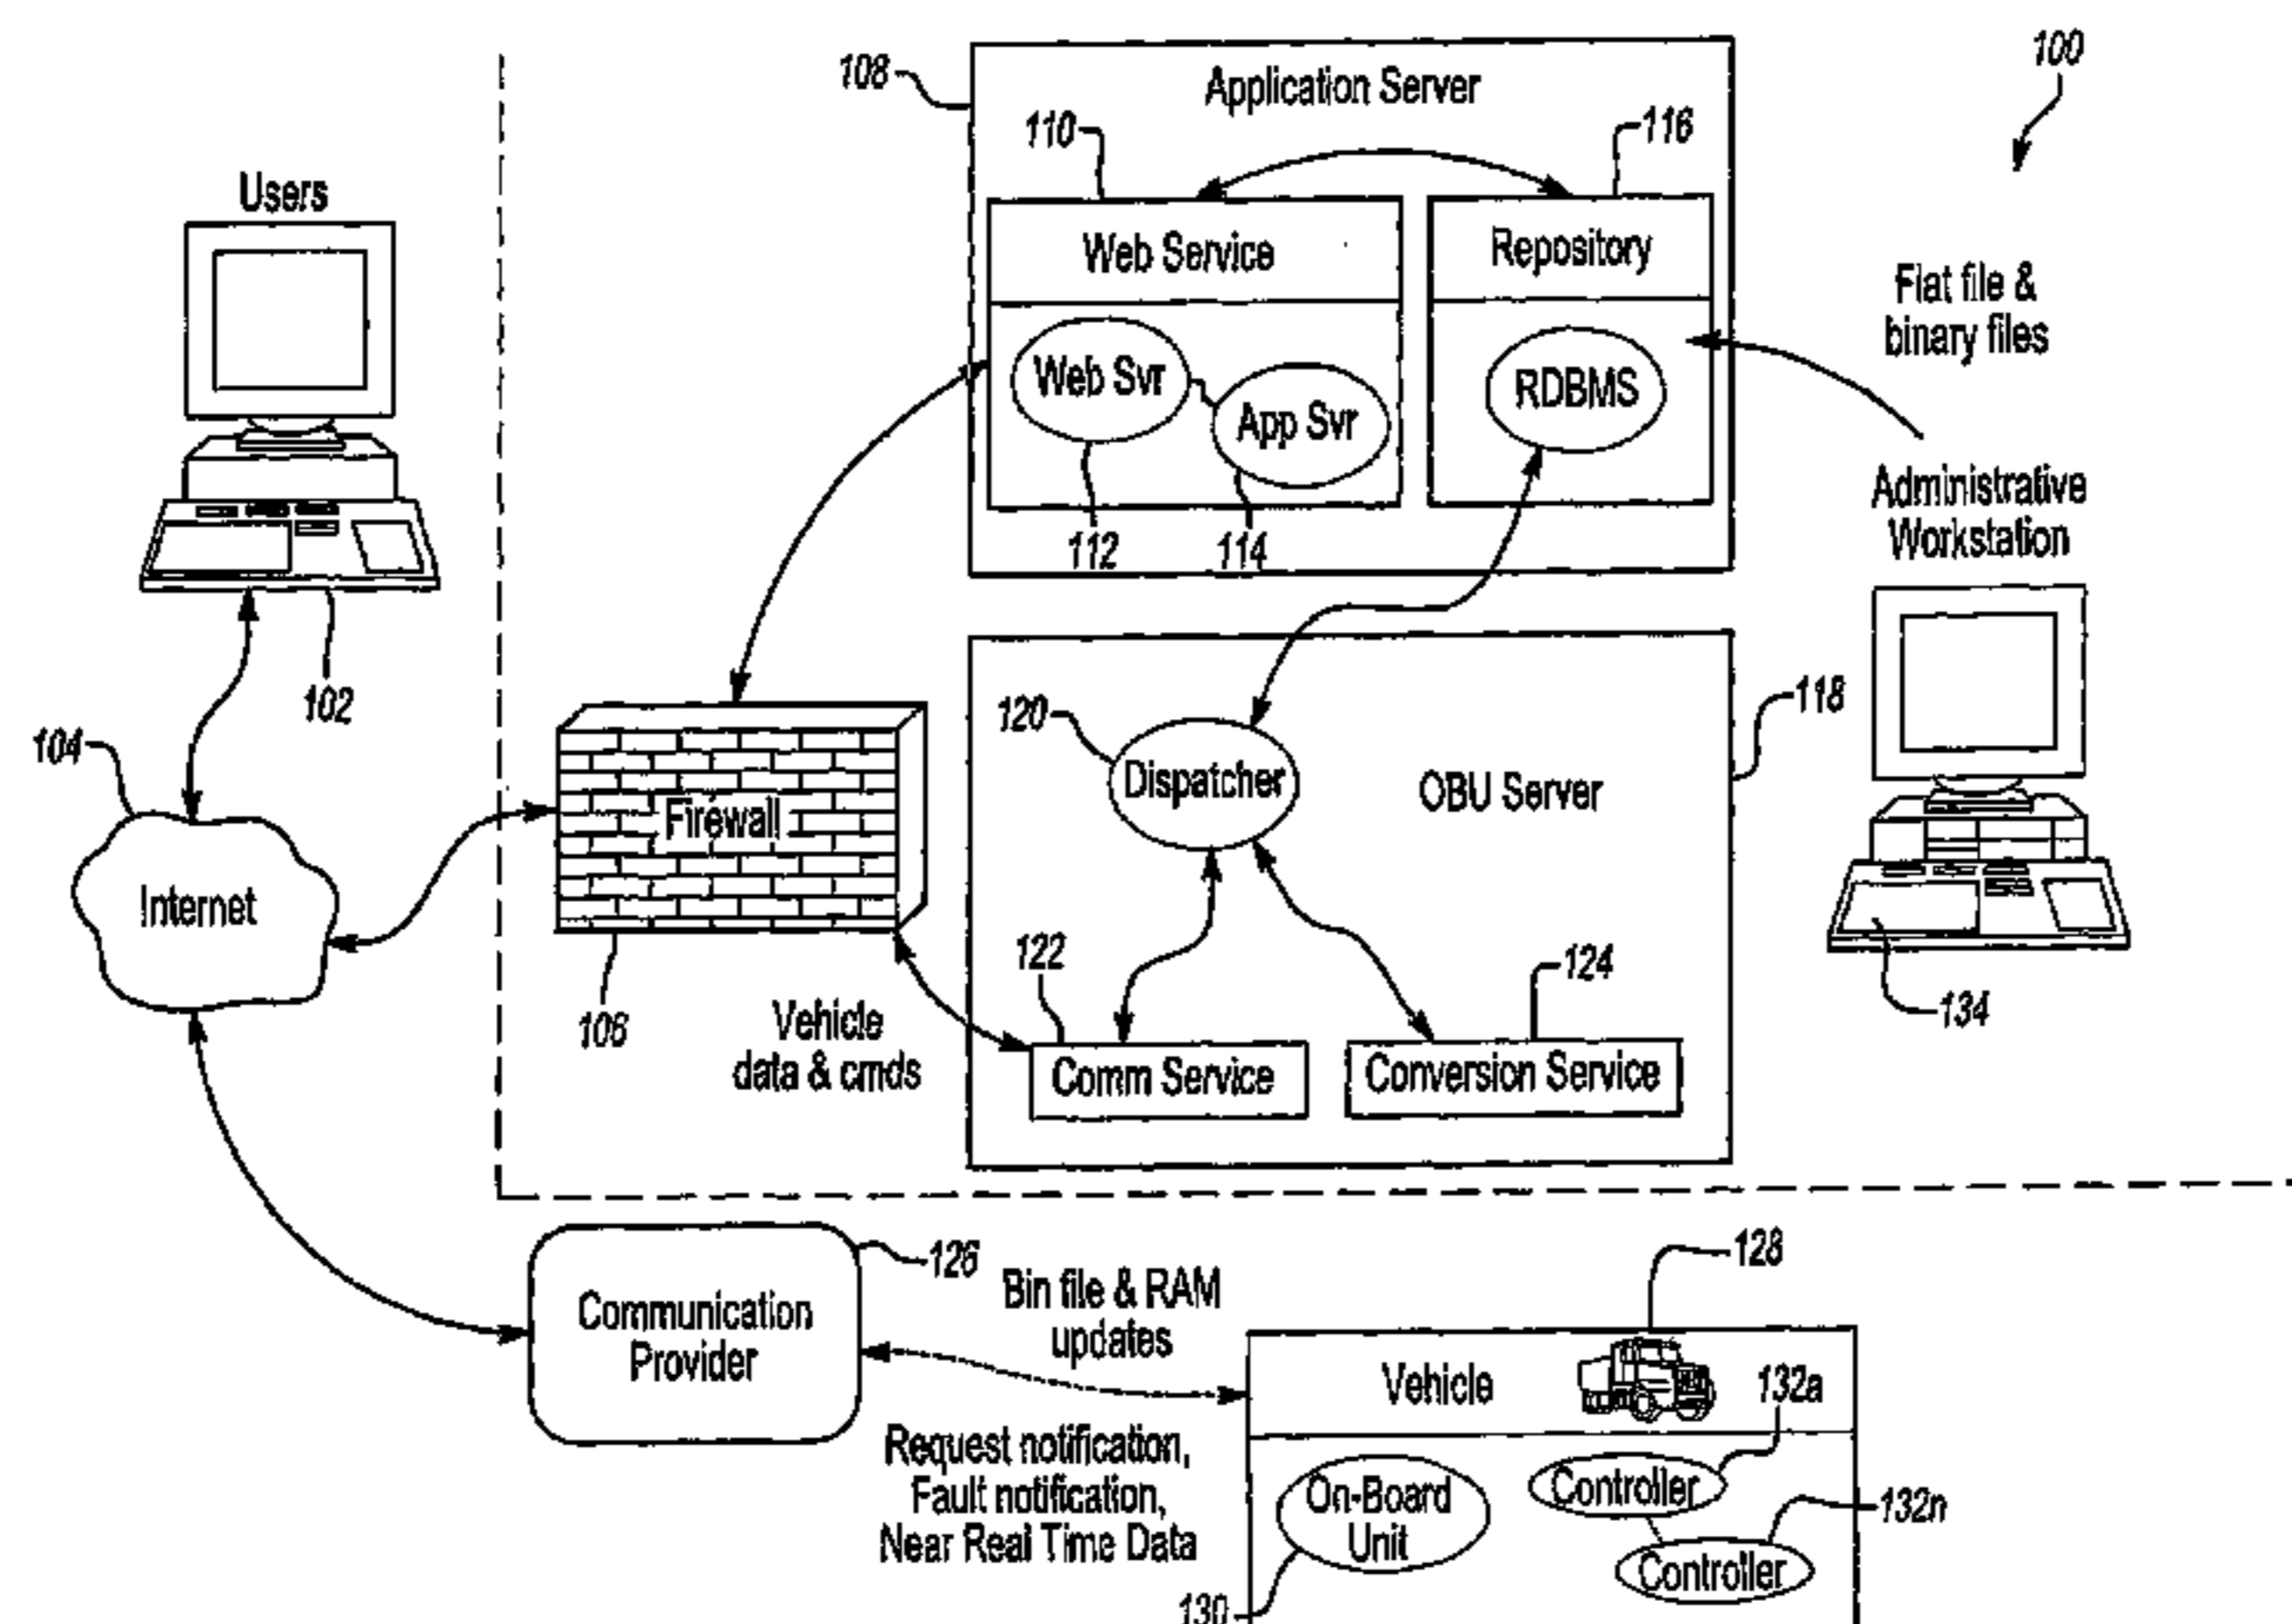 100
108
Application Server
110
116
Users
Web Service
Repository
Flat file &
binary files
Web Svr
App Svr
RDBMS
Administrative
Workstation
112
114
102
104
120
118
Dispatcher
OBU Server
Firewall
Internet
122
124
134
106
Vehicle
data & cmds
Comm Service
Conversion Service
126
128
Communication
Provider
Bin file & RAM
updates
Vehicle
132a
Request notification,
Fault notification,
Near Real Time Data
On-Board
Unit
Controller
132n
Controller
130